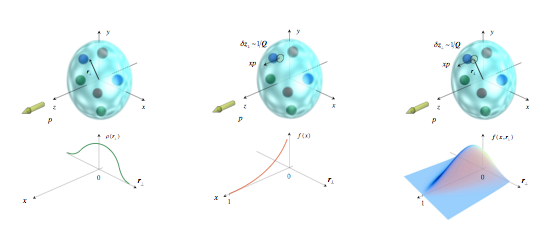 y
r⊥
z
x
p
ρ(r⊥)
0
r⊥
x
y
δz⊥ ~ 1/Q
xp
z
x
p
f(x)
0
r⊥
x
1
y
δz⊥ ~ 1/Q
xp
r⊥
z
x
p
f(x,r⊥)
0
r⊥
1